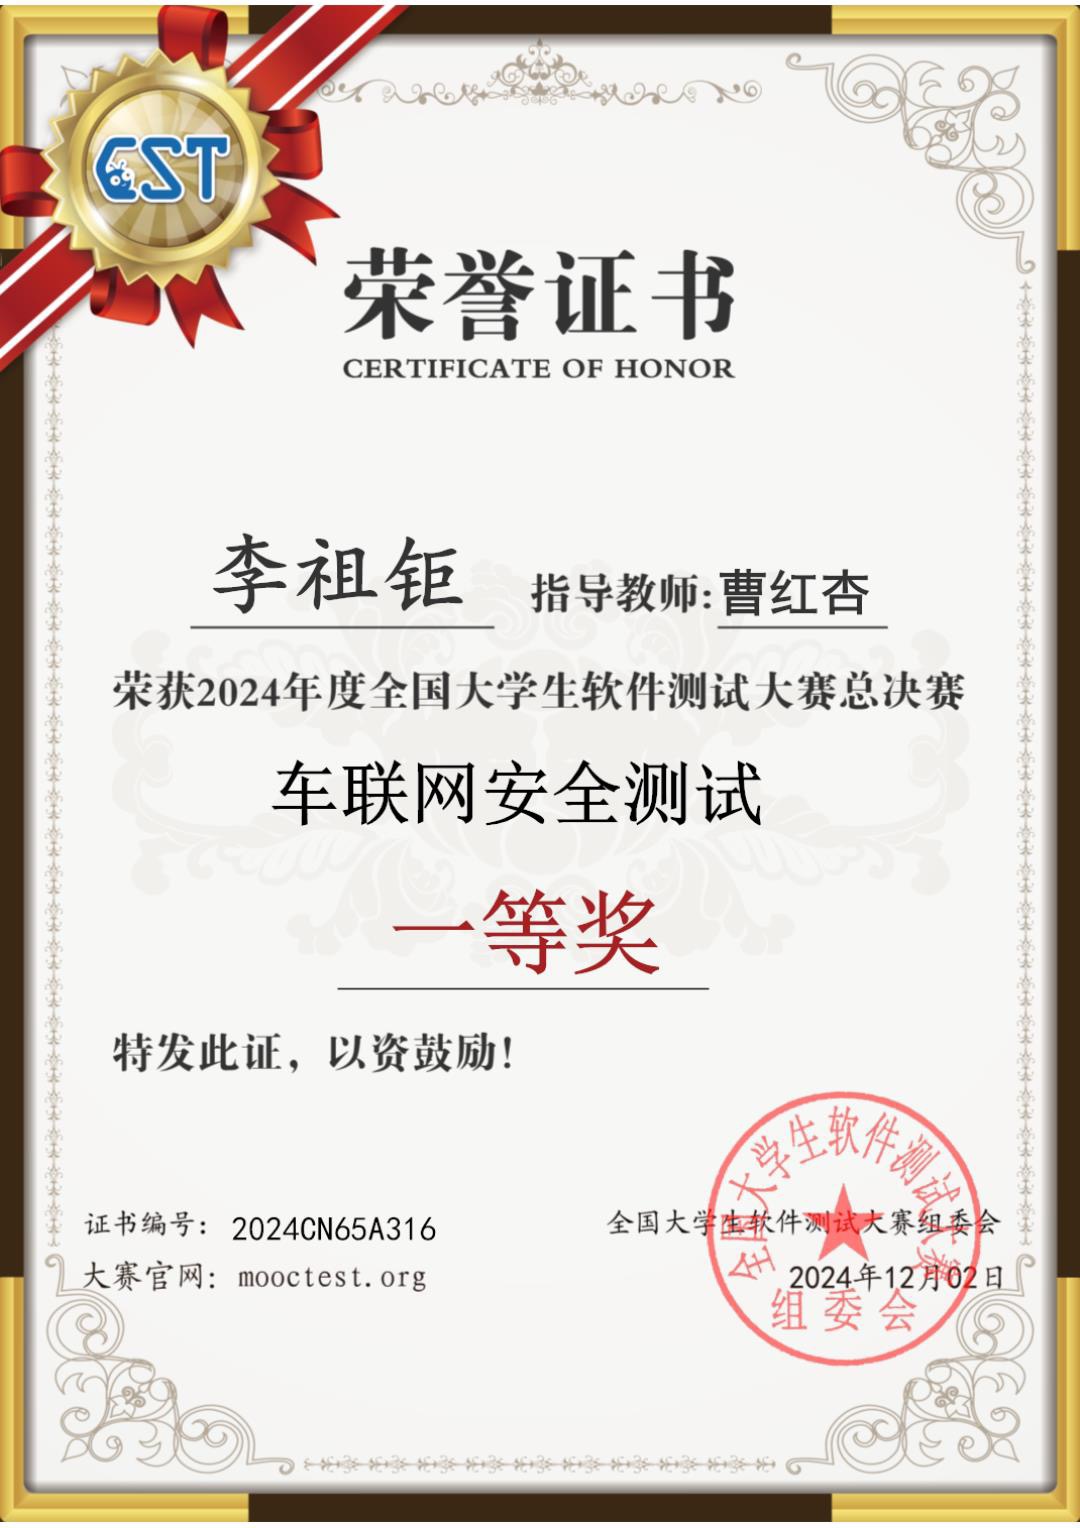 CST
荣誉证书
CERTIFICATE OF HONOR
李祖钜 指导教师:曹红杏
荣获2024年度全国大学生软件测试大赛总决赛
车联网安全测试
一等奖
特发此证，以资鼓励！
证书编号：2024CN65A316
大赛官网：mooctest.org
全国大学生软件测试大赛组委会
2024年12月02日
全国大学生软件测试大赛
组委会